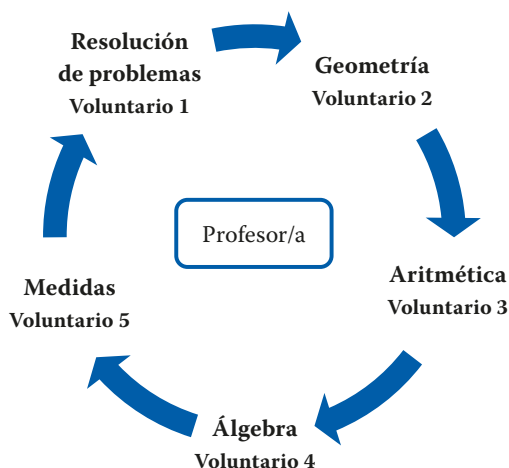 Resolución
de problemas
Voluntario 1
Geometría
Voluntario 2
Aritmética
Voluntario 3
Álgebra
Voluntario 4
Medidas
Voluntario 5
Profesor/a